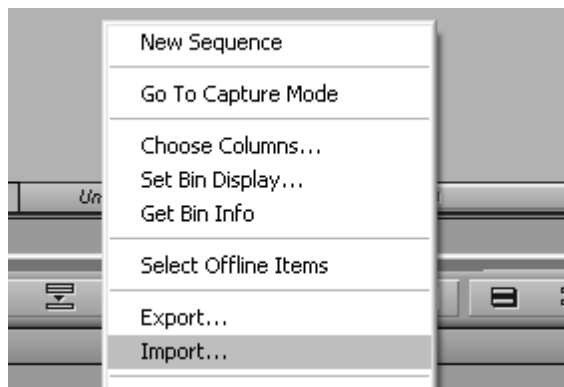 New Sequence
Go To Capture Mode
Choose Columns...
Set Bin Display...
Un
Get Bin Info
Select Offline Items
Export...
Import...